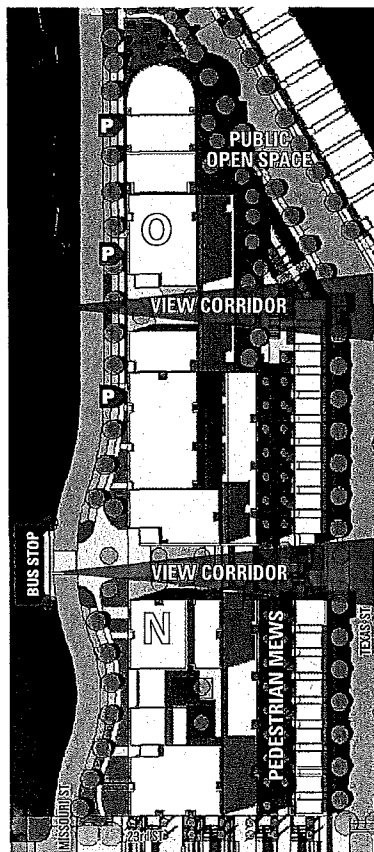 P
PUBLIC
OPEN SPACE
O
P
VIEW CORRIDOR
P
BUS STOP
VIEW CORRIDOR
N
PEDESTRIAN MEWS
TEXAS ST
MISSOURI ST
23rd ST